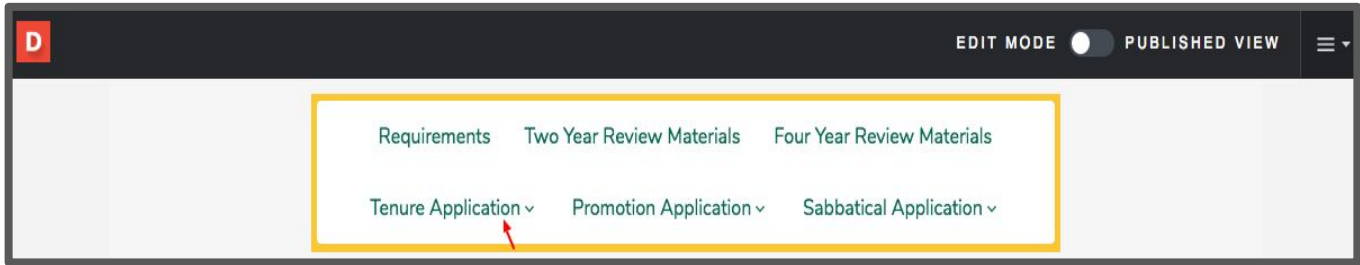 D EDIT MODE PUBLISHED VIEW
Requirements Two Year Review Materials Four Year Review Materials
Tenure Application Promotion Application Sabbatical Application